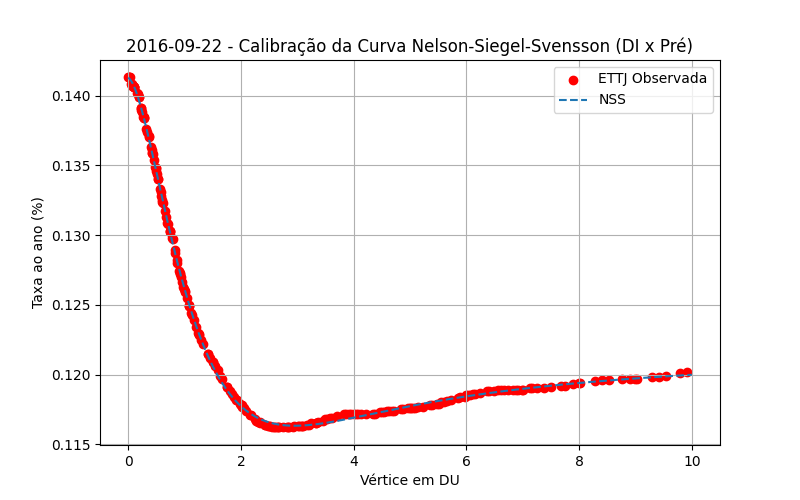 2016-09-22 - Calibração da Curva Nelson-Siegel-Svensson (DI x Pré)
ETTJ Observada
NSS
Taxa ao ano (%)
0.140
0.135
0.130
0.125
0.120
0.115
0 2 4 6 8 10
Vértice em DU